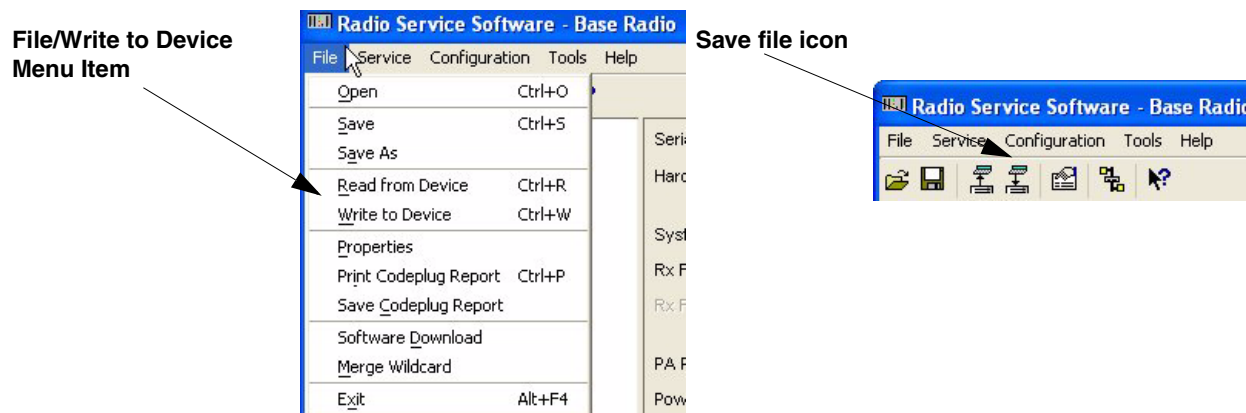 File/Write to Device
Menu Item
Radio Service Software - Base Radio
File Service Configuration Tools Help
Open Ctrl+O
Save Ctrl+S
Save As
Read from Device Ctrl+R
Write to Device Ctrl+W
Properties
Print Codeplug Report Ctrl+P
Save Codeplug Report
Software Download
Merge Wildcard
Exit Alt+F4
Seri
Hard
Syst
Rx F
Rx F
PA P
Pow
Save file icon
Radio Service Software - Base Radio
File Service Configuration Tools Help